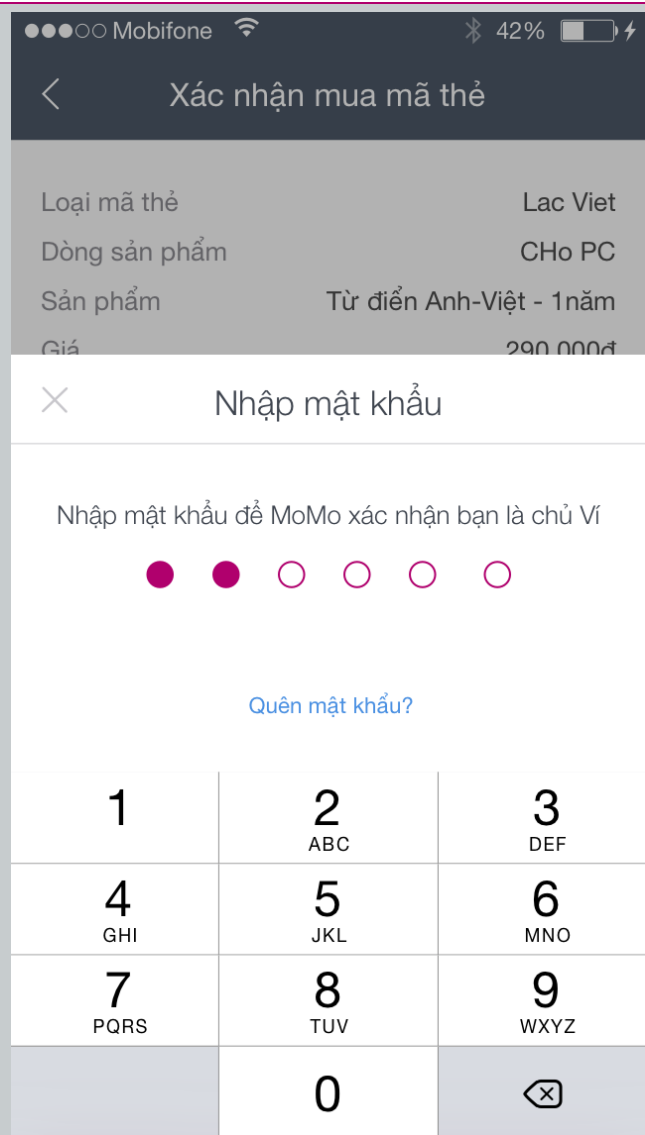 Mobifone 42%
Xác nhận mua mã thẻ
Loại mã thẻ Lac Viet
Dòng sản phẩm CHo PC
Sản phẩm Từ điển Anh-Việt - 1năm
Giá 290.000đ
Nhập mật khẩu
Nhập mật khẩu để MoMo xác nhận bạn là chủ Ví
Quên mật khẩu?
1 2 3
ABC DEF
4 5 6
GHI JKL MNO
7 8 9
PQRS TUV WXYZ
0